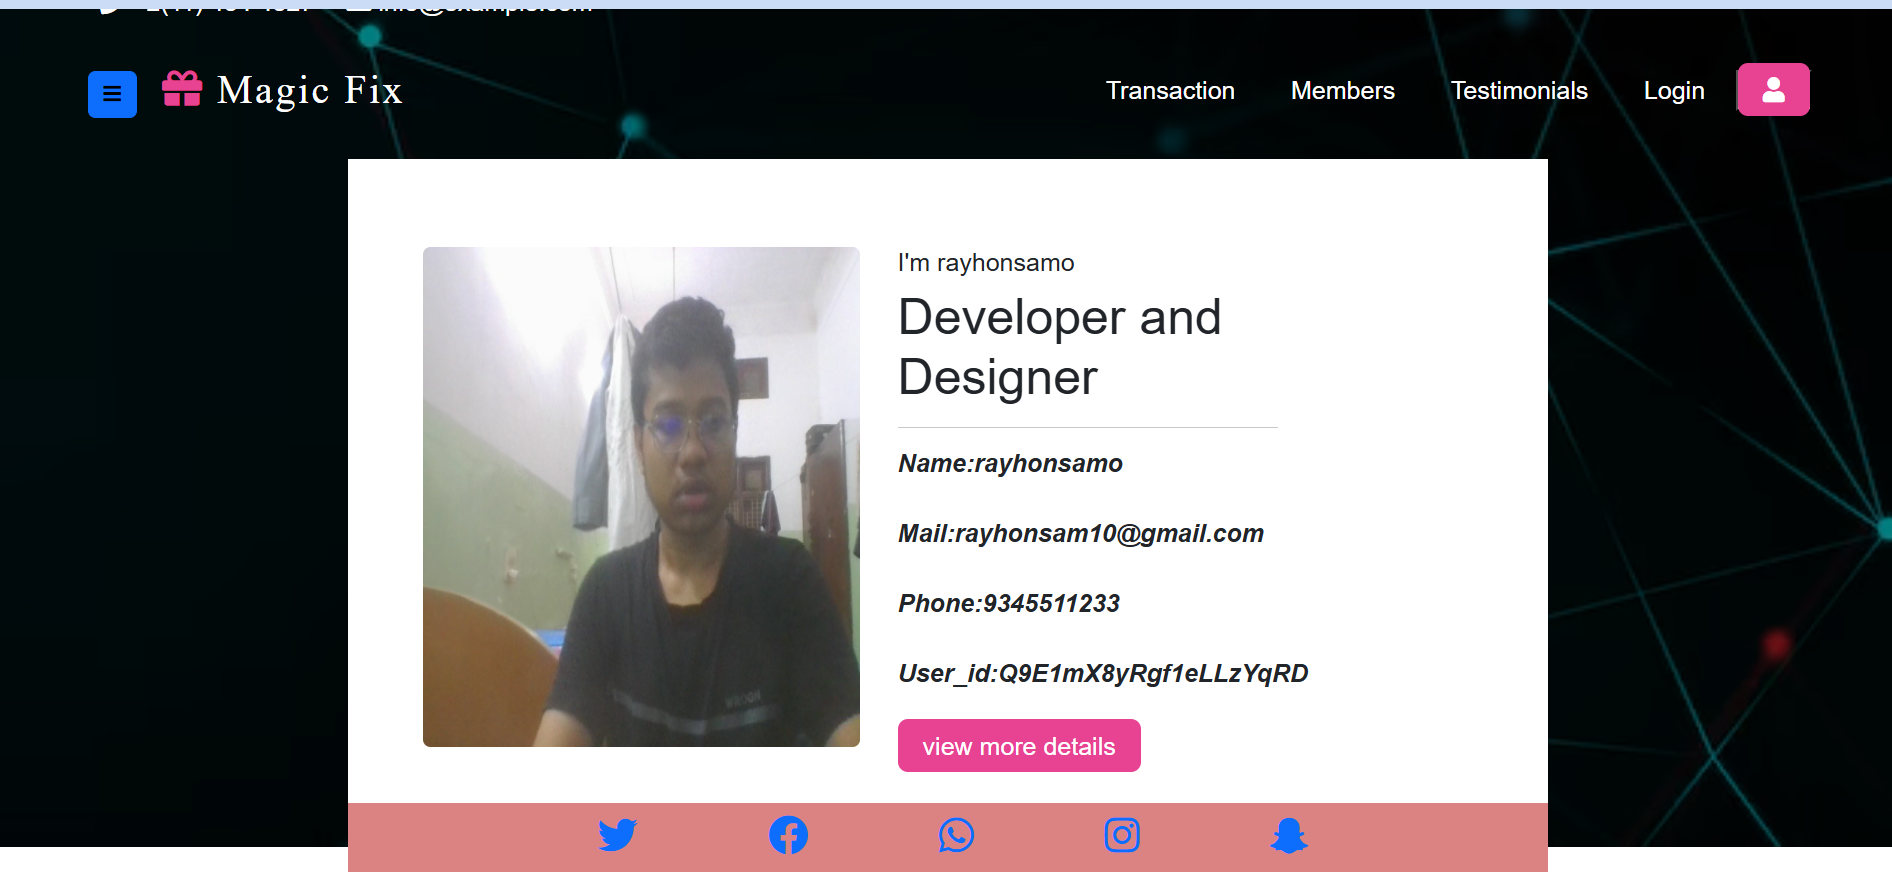 info@example.com
Magic Fix
Transaction Members Testimonials Login
I'm rayhonsamo
Developer and
Designer
Name:rayhonsamo
Mail:rayhonsam10@gmail.com
Phone:9345511233
User_id:Q9E1mX8yRgf1eLLzYqRD
view more details